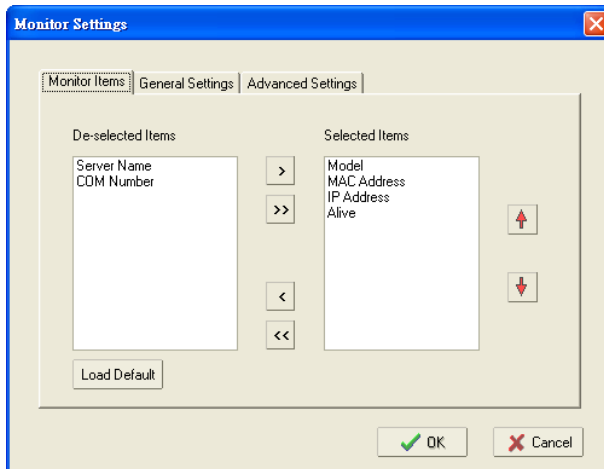 Monitor Settings
Monitor Items General Settings Advanced Settings
De-selected Items
Server Name
COM Number
>
>>
<
<<
Selected Items
Model
MAC Address
IP Address
Alive
Load Default
OK Cancel